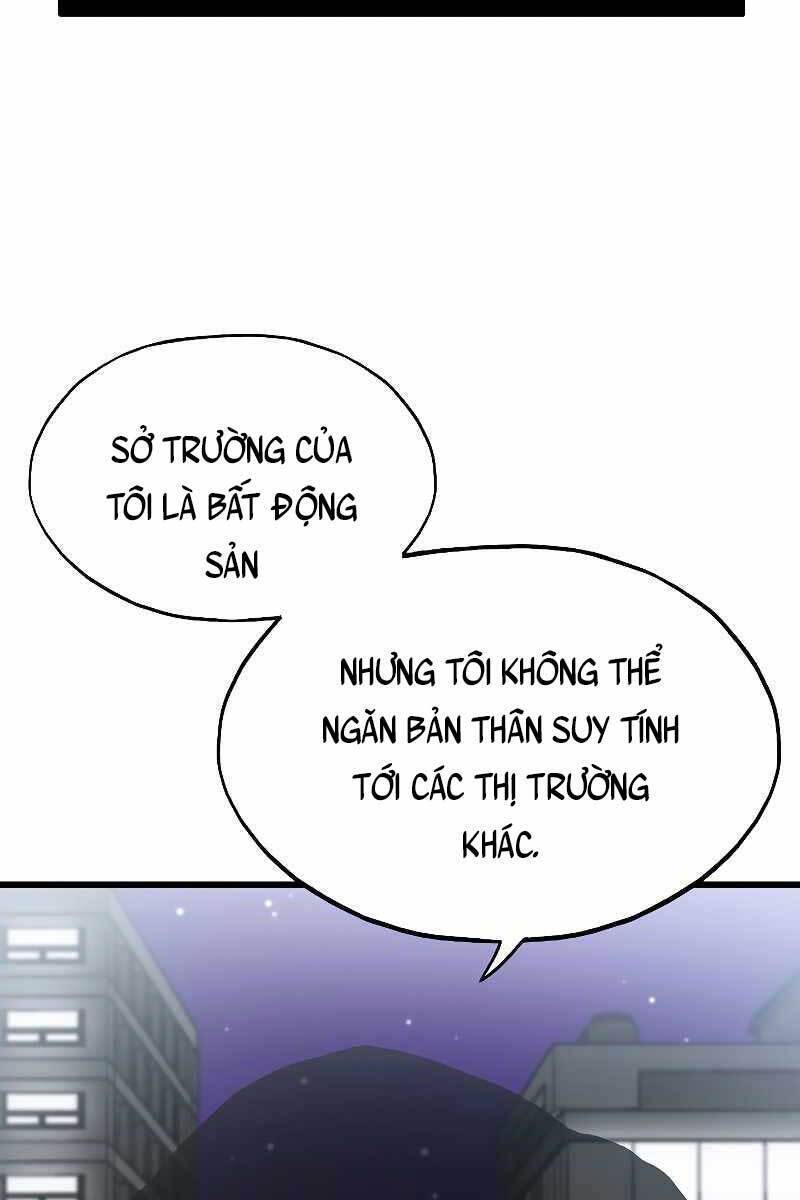 SỞ TRƯỜNG CỦA
TÔI LÀ BẤT ĐỘNG
SẢN
NHƯNG TÔI KHÔNG THỂ
NGĂN BẢN THÂN SUY TÍNH
TỚI CÁC THỊ TRƯỜNG
KHÁC.